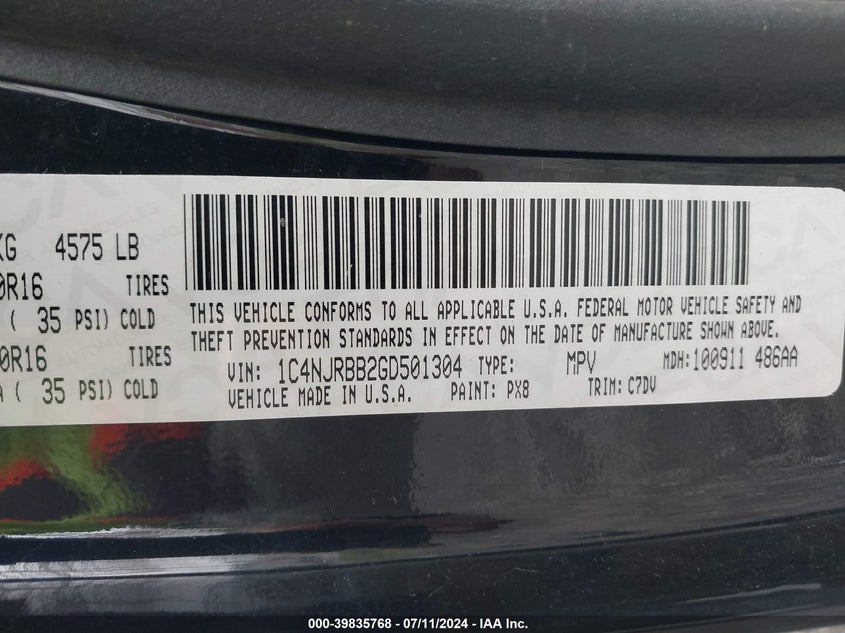 KG 4575 LB
0R16 TIRES
( 35 PSI) COLD
0R16 TIRES
A ( 35 PSI) COLD
THIS VEHICLE CONFORMS TO ALL APPLICABLE U.S.A. FEDERAL MOTOR VEHICLE SAFETY AND
THEFT PREVENTION STANDARDS IN EFFECT ON THE DATE OF MANUFACTURE SHOWN ABOVE.
VIN: 1C4NJRBB2GD501304 TYPE: MPV MDH:100911 486AA
VEHICLE MADE IN U.S.A. PAINT: PX8 TRIM: C7DV
000-39835768 - 07/11/2024 - IAA Inc.